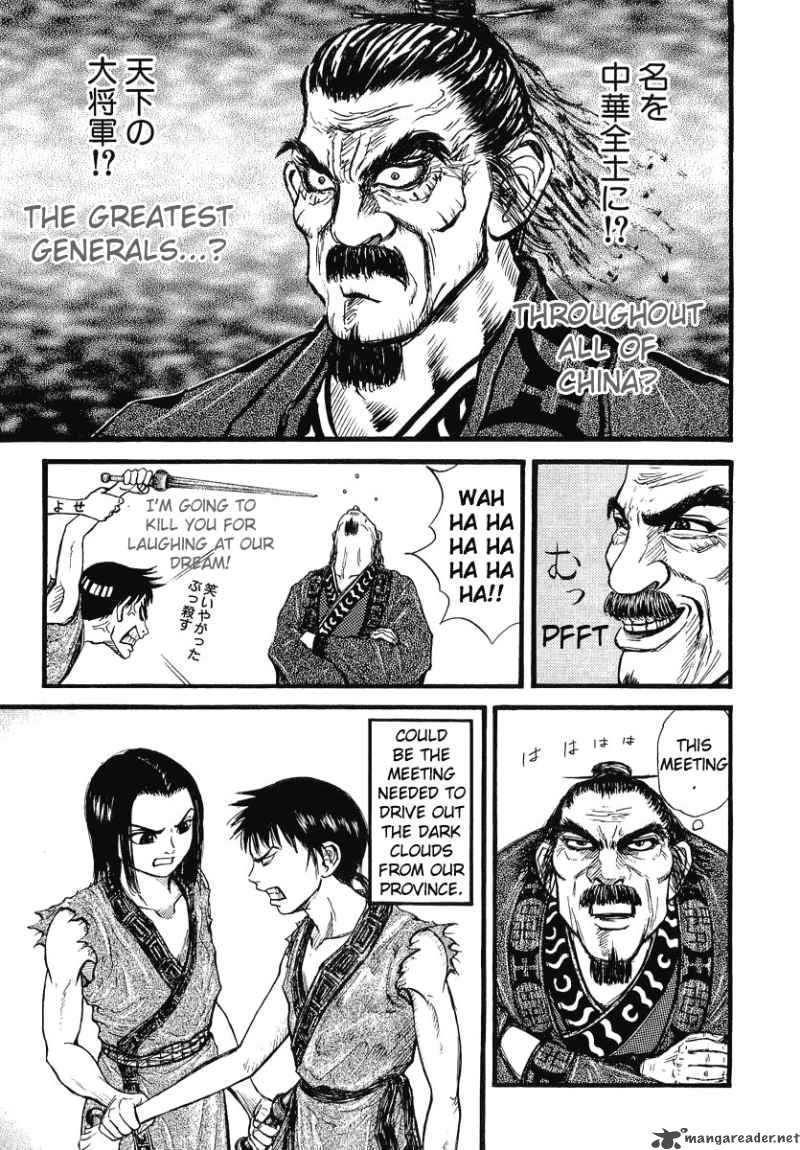 名を
中華全土に!?
THROUGHOUT
ALL OF
CHINA?
天下の
大将軍!?
THE GREATEST
GENERALS...?
むっ
PFFT
WAH
HA HA
HA HA
HA HA
HA!!
I'M GOING TO
KILL YOU FOR
LAUGHING AT OUR
DREAM!
笑いやがった
ぶっ殺す
よせ
THIS
MEETING
.
は は は は
COULD
BE THE
MEETING
NEEDED TO
DRIVE OUT
THE DARK
CLOUDS
FROM OUR
PROVINCE.
mangareader.net